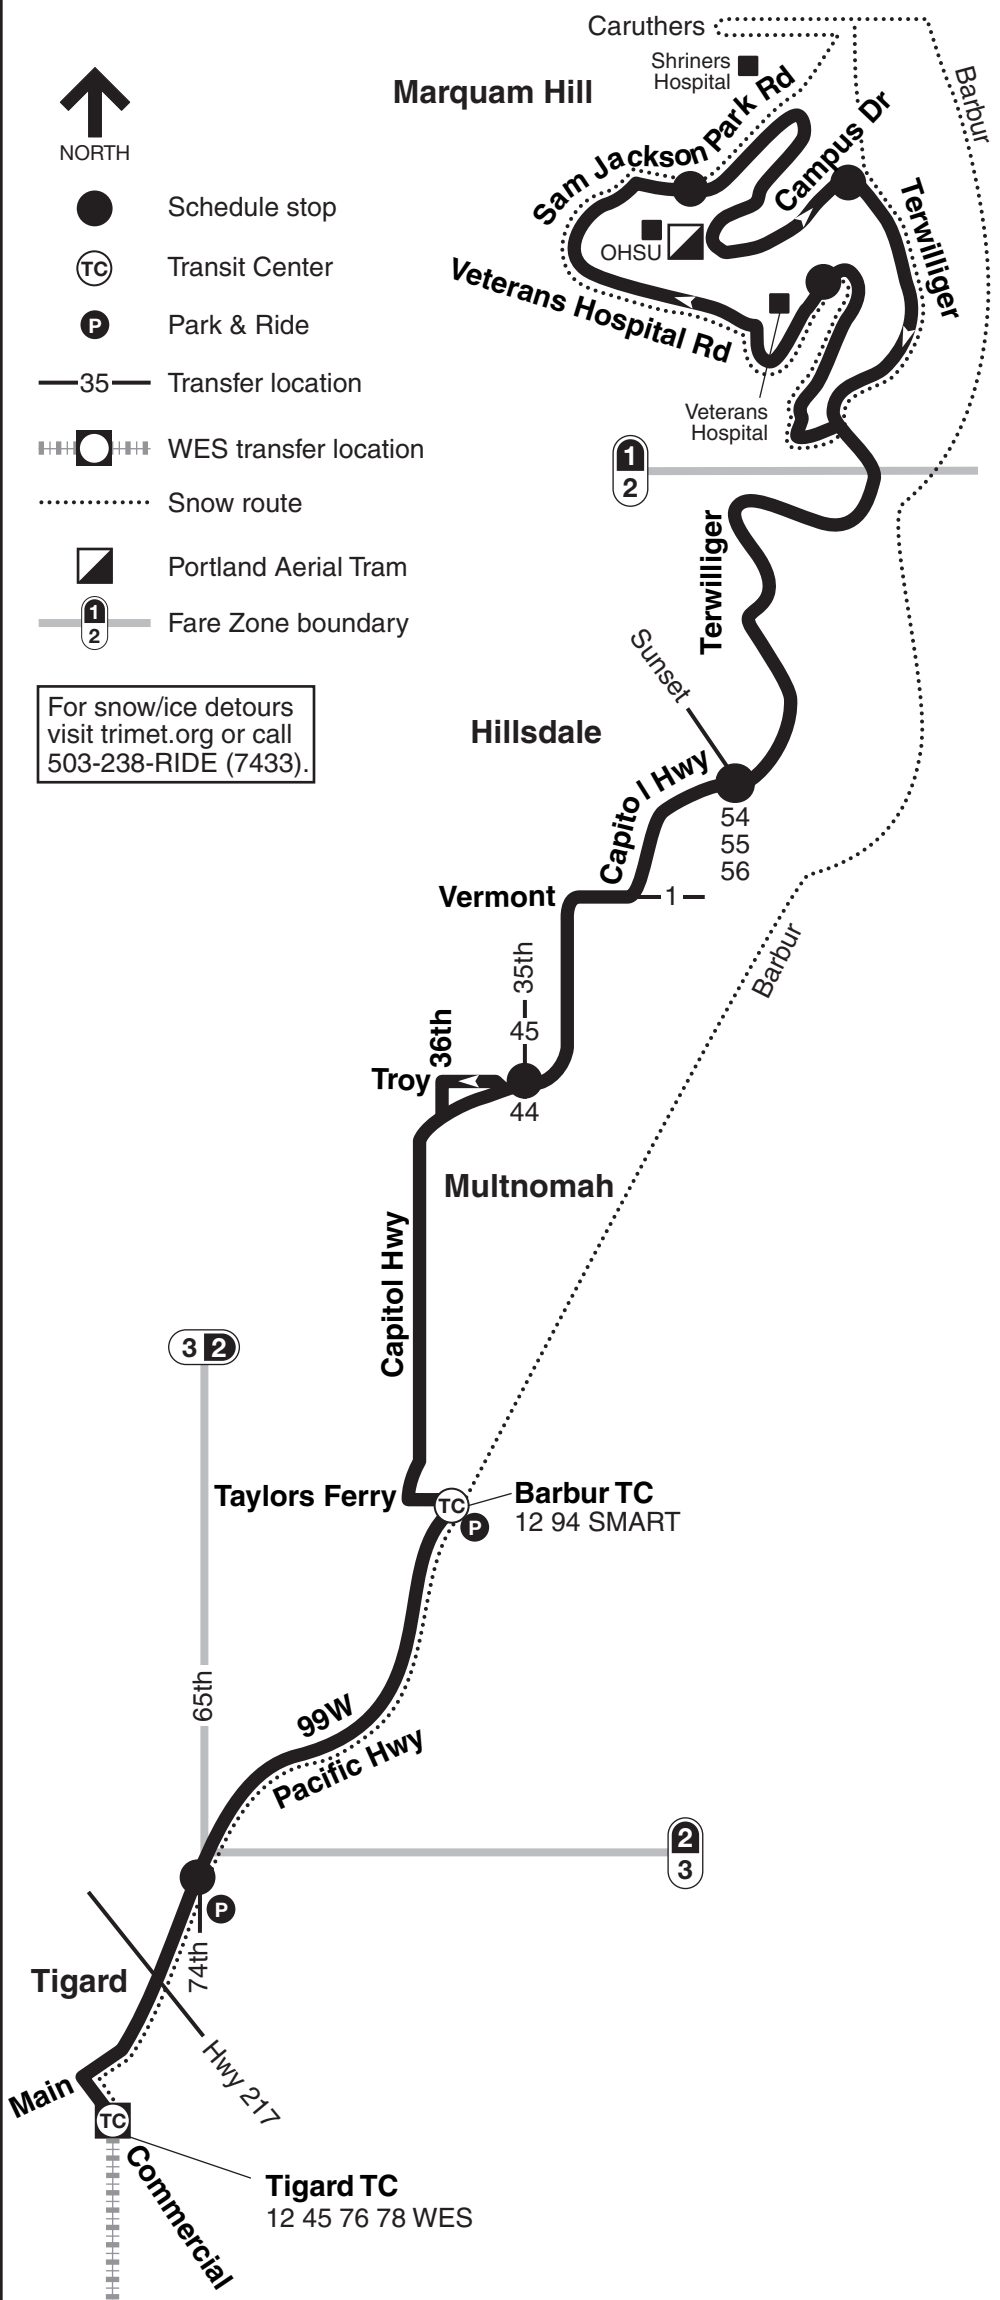 Caruthers
Shriners
Hospital
Marquam Hill
Barbur
NORTH
Sam Jackson Park Rd
Campus Dr
Terwilliger
Schedule stop
OHSU
TC
Transit Center
Veterans Hospital Rd
P
Park & Ride
35
Transfer location
Veterans
Hospital
WES transfer location
1
2
Snow route
Terwilliger
Portland Aerial Tram
1
2
Fare Zone boundary
Sunset
For snow/ice detours
visit trimet.org or call
503-238-RIDE (7433).
Hillsdale
Capitol Hwy
54
55
56
Vermont
1
Barbur
35th
45
36th
Troy
44
Multnomah
Capitol Hwy
3 2
Taylors Ferry
TC
P
Barbur TC
12 94 SMART
65th
99W
Pacific Hwy
2
3
P
74th
Tigard
Hwy 217
Main
TC
Commercial
Tigard TC
12 45 76 78 WES